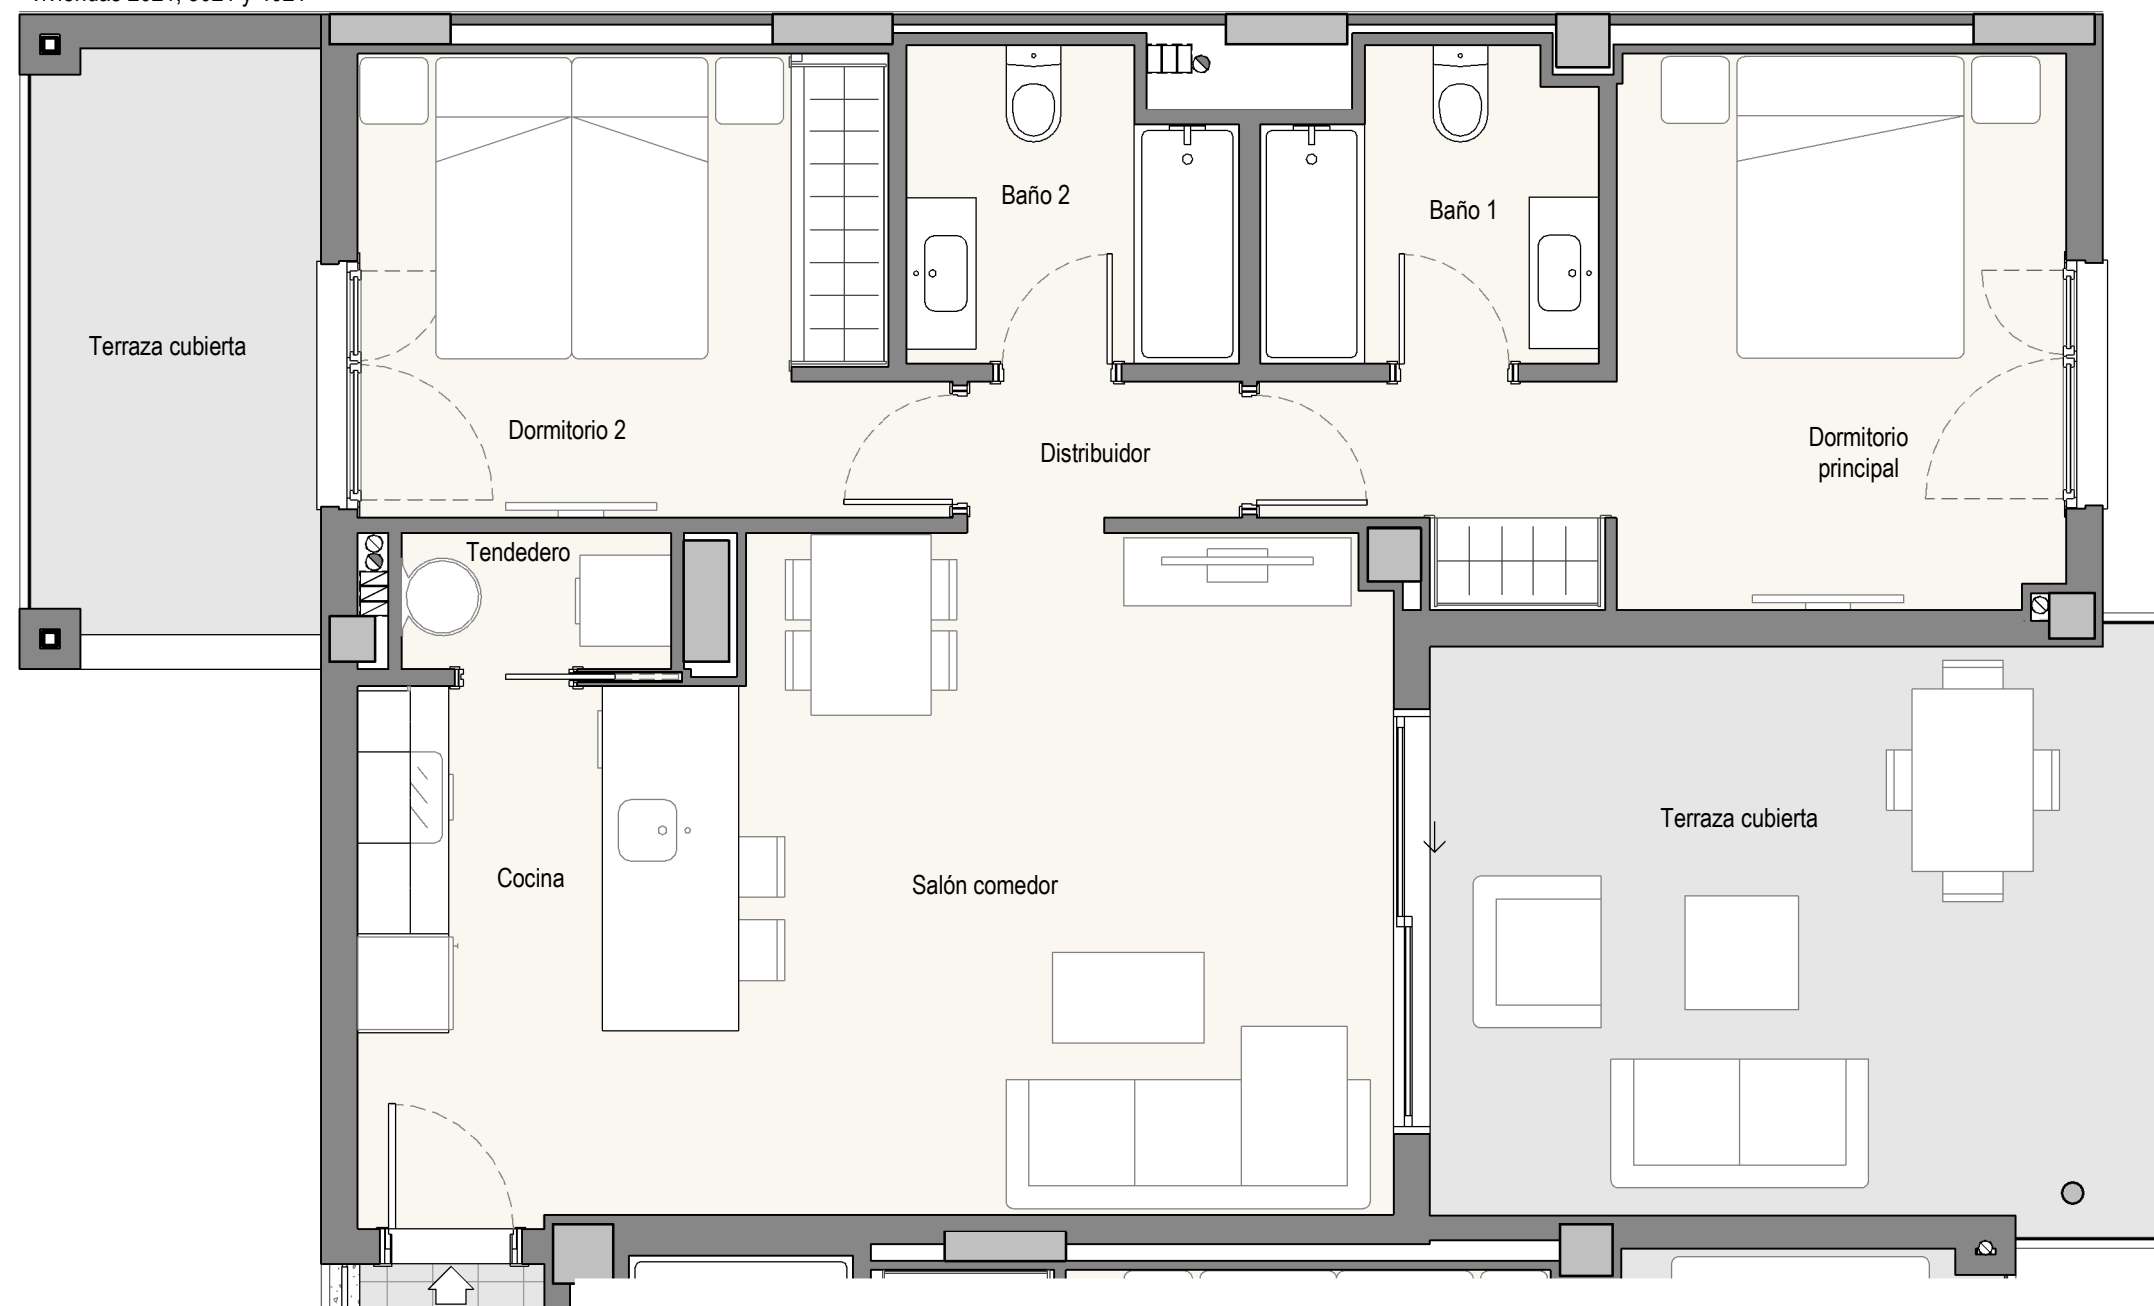 Baño 2
Baño 1
Terraza cubierta
Dormitorio 2
Distribuidor
Dormitorio
principal
Tendedero
Terraza cubierta
Cocina
Salón comedor